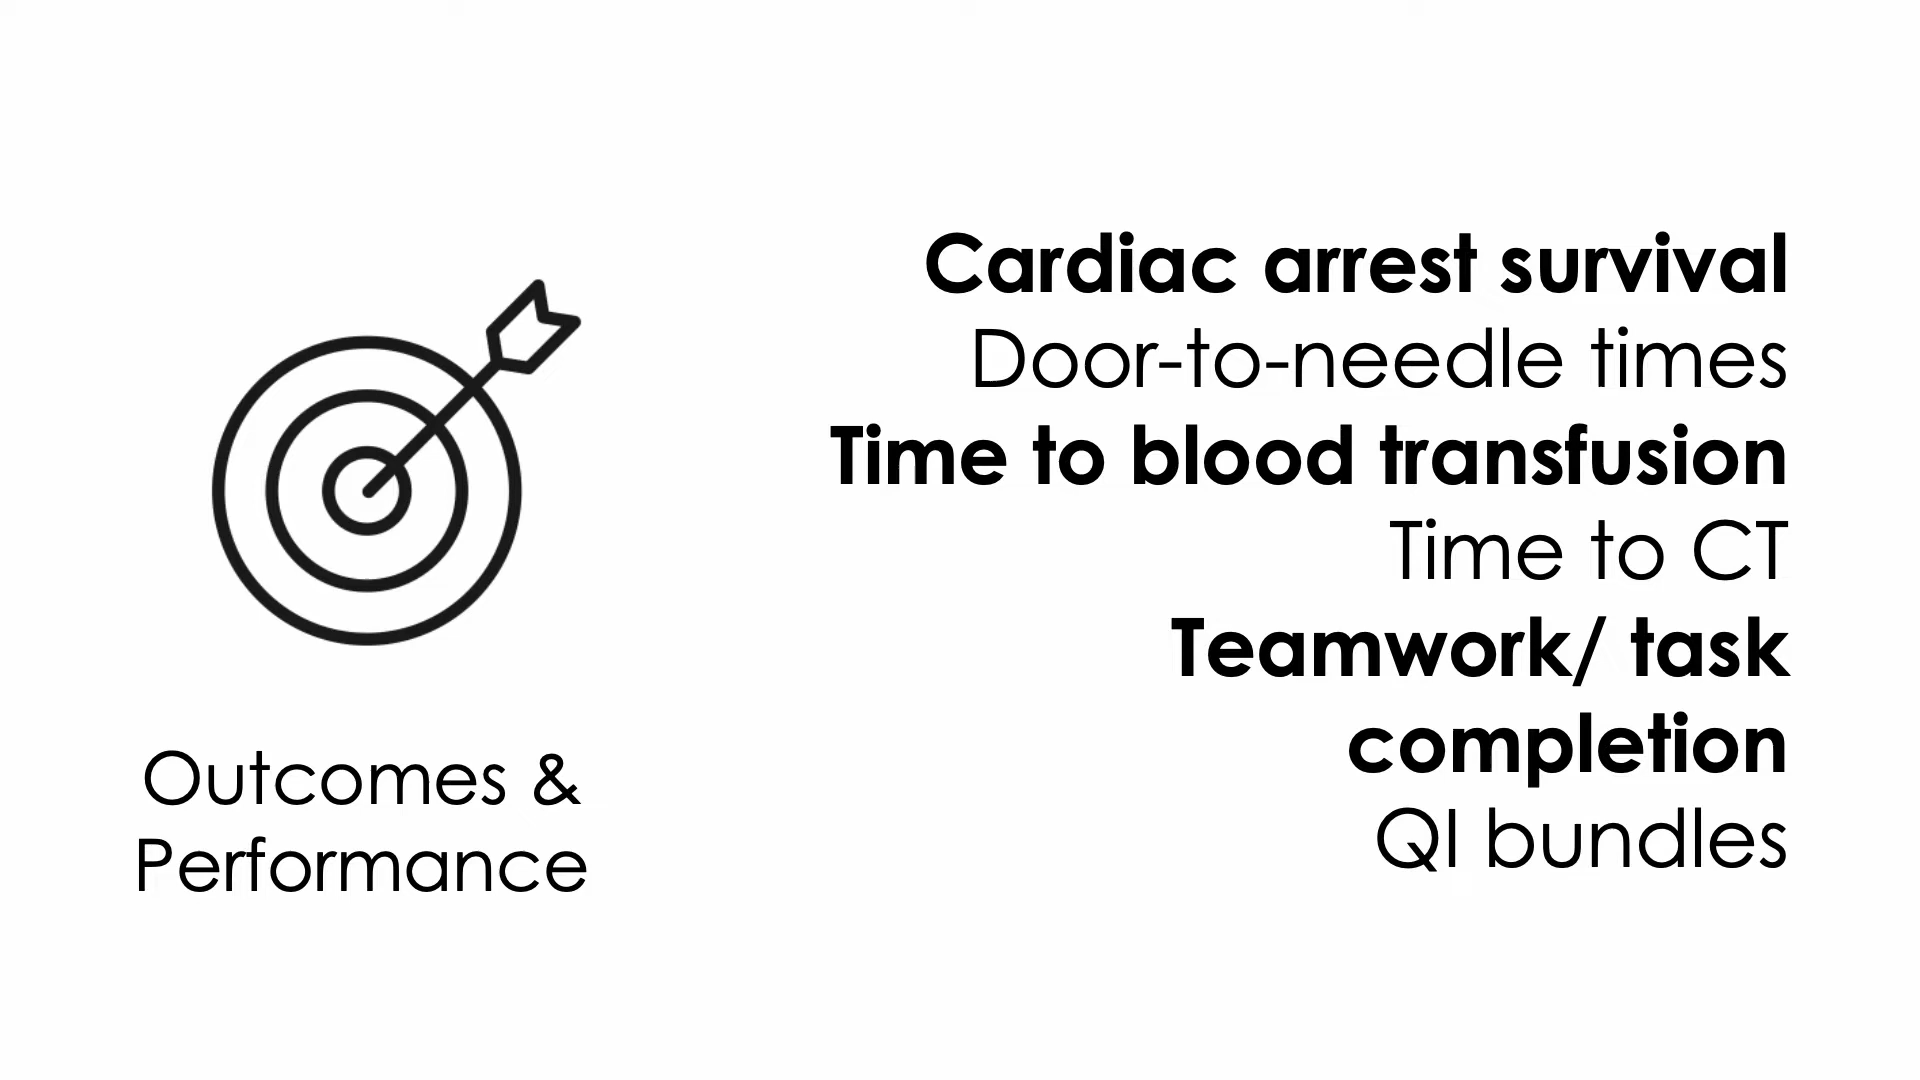 Outcomes &
Performance
Cardiac arrest survival
Door-to-needle times
Time to blood transfusion
Time to CT
Teamwork/ task
completion
QI bundles